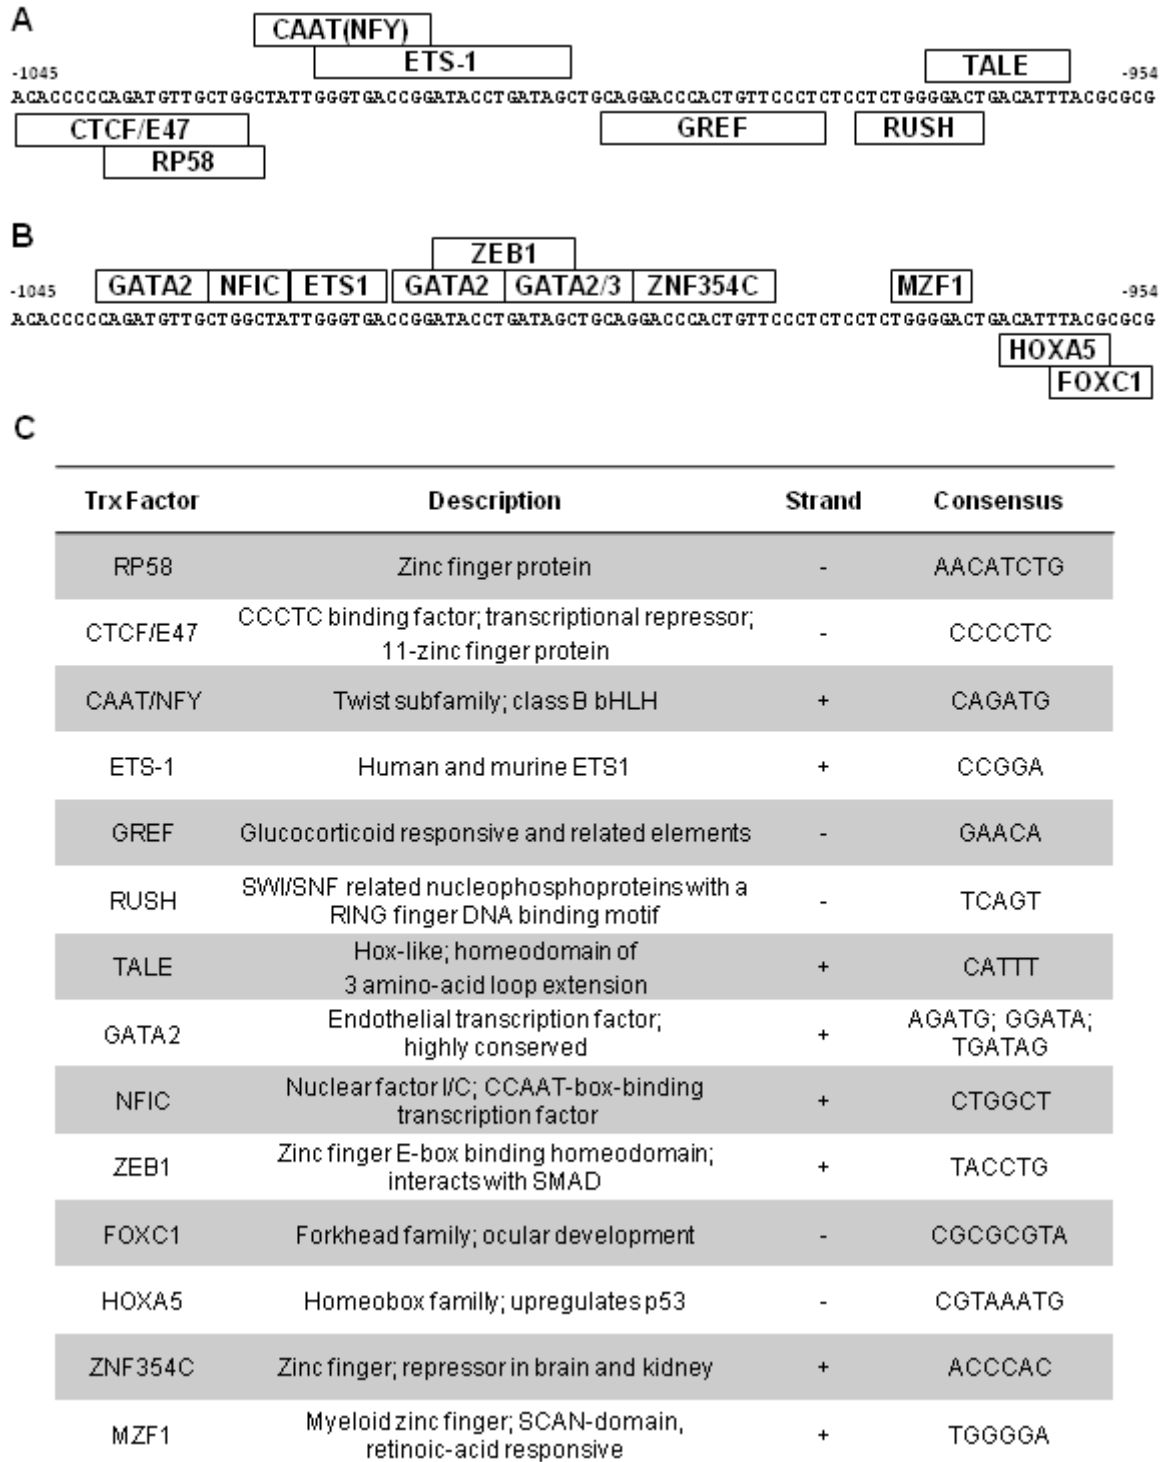 A
CAAT(NFY)
ETS-1
TALE
-1045
-954
ACACCCCCAGATGTTGCTGGCTATTGGGTGACCGGATACCTGATAGCTGCAGGACCCACTGTTCCCTCTCCTCTGGGGACTGACATTTACGCGCG
CTCF/E47
GREF
RUSH
RP58
B
ZEB1
GATA2 NFIC ETS1 GATA2 GATA2/3 ZNF354C MZF1
-1045
-954
ACACCCCCAGATGTTGCTGGCTATTGGGTGACCGGATACCTGATAGCTGCAGGACCCACTGTTCCCTCTCCTCTGGGGACTGACATTTACGCGCG
HOXA5
FOXC1
C
Trx Factor Description Strand Consensus
RP58 Zinc finger protein - AACATCTG
CTCF/E47 CCCTC binding factor; transcriptional repressor; 
11-zinc finger protein - CCCCTC
CAAT/NFY Twist subfamily; class B bHLH + CAGATG
ETS-1 Human and murine ETS1 + CCGGA
GREF Glucocorticoid responsive and related elements - GAACA
RUSH SWI/SNF related nucleophosphoproteins with a
RING finger DNA binding motif - TCAGT
TALE Hox-like; homeodomain of
3 amino-acid loop extension + CATTT
GATA2 Endothelial transcription factor;
highly conserved + AGATG; GGATA;
TGATAG
NFIC Nuclear factor I/C; CCAAT-box-binding
transcription factor + CTGGCT
ZEB1 Zinc finger E-box binding homeodomain;
interacts with SMAD + TACCTG
FOXC1 Forkhead family; ocular development - CGCGCGTA
HOXA5 Homeobox familly; upregulates p53 - CGTAAATG
ZNF354C Zinc finger; repressor in brain and kidney + ACCCAC
MZF1 Myeloid zinc finger; SCAN-domain,
retinoic-acid responsive + TGGGGA